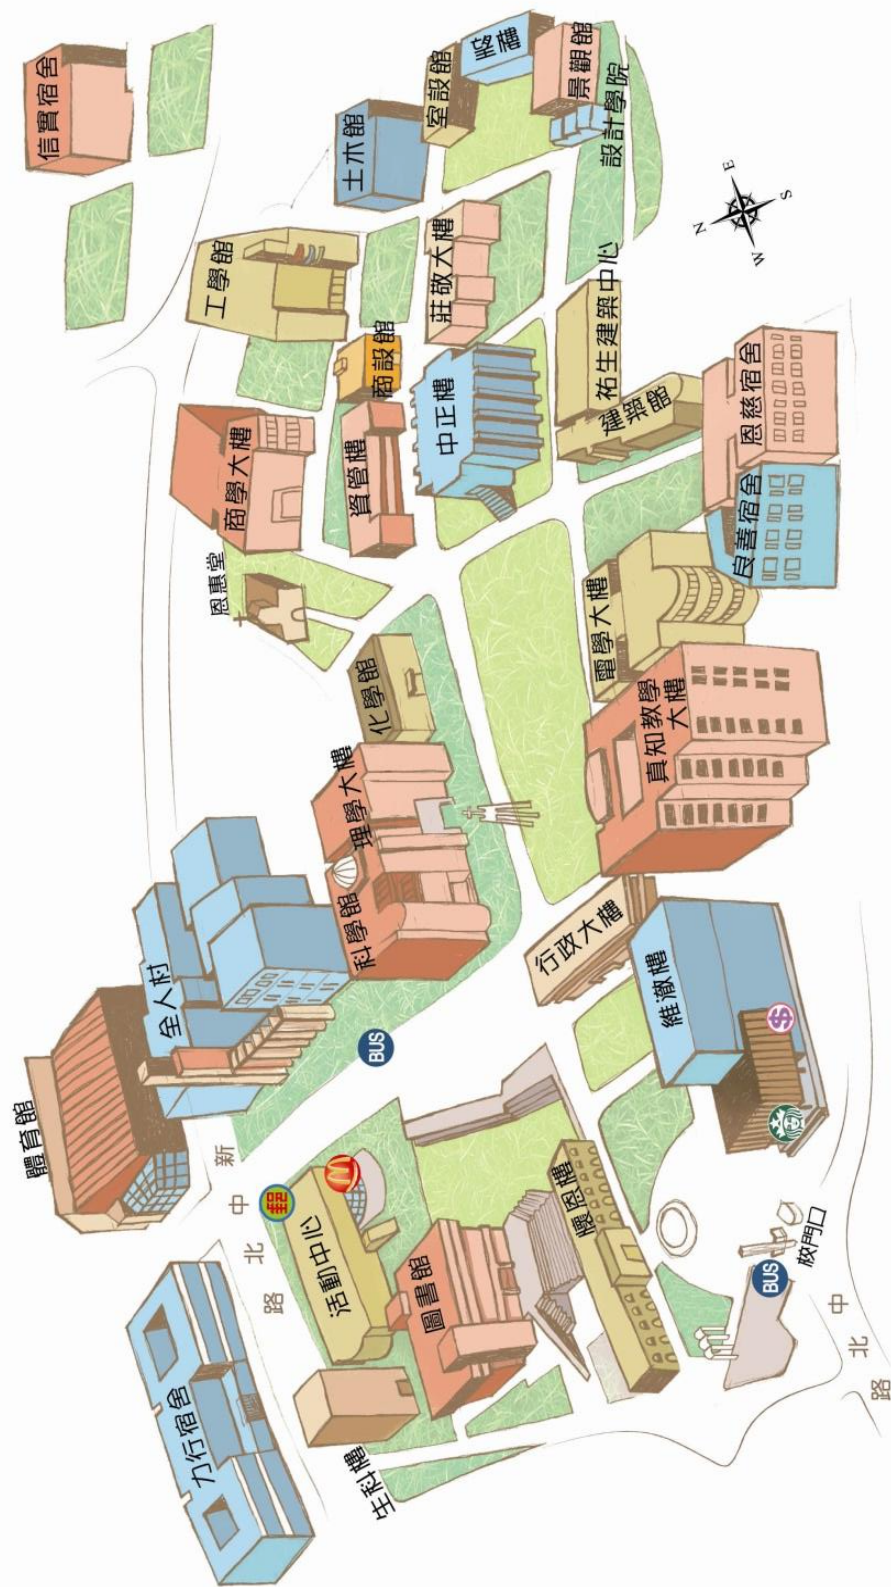 信實宿舍
望樓
景觀館
室設館
設計學院
土木館
工學館
莊敬大樓
商設館
祐生建築中心
中正樓
建築館
恩慈宿舍
商學大樓
資管樓
良善宿舍
恩惠堂
電學大樓
化學館
真知教學
大樓
理學大樓
科學館
行政大樓
維澈樓
全人村
體育館
BUS
新
中
北
路
郵
M
活動中心
圖書館
懷恩樓
力行宿舍
生科樓
校門口
BUS
$
中
北
路
N
E
S
W